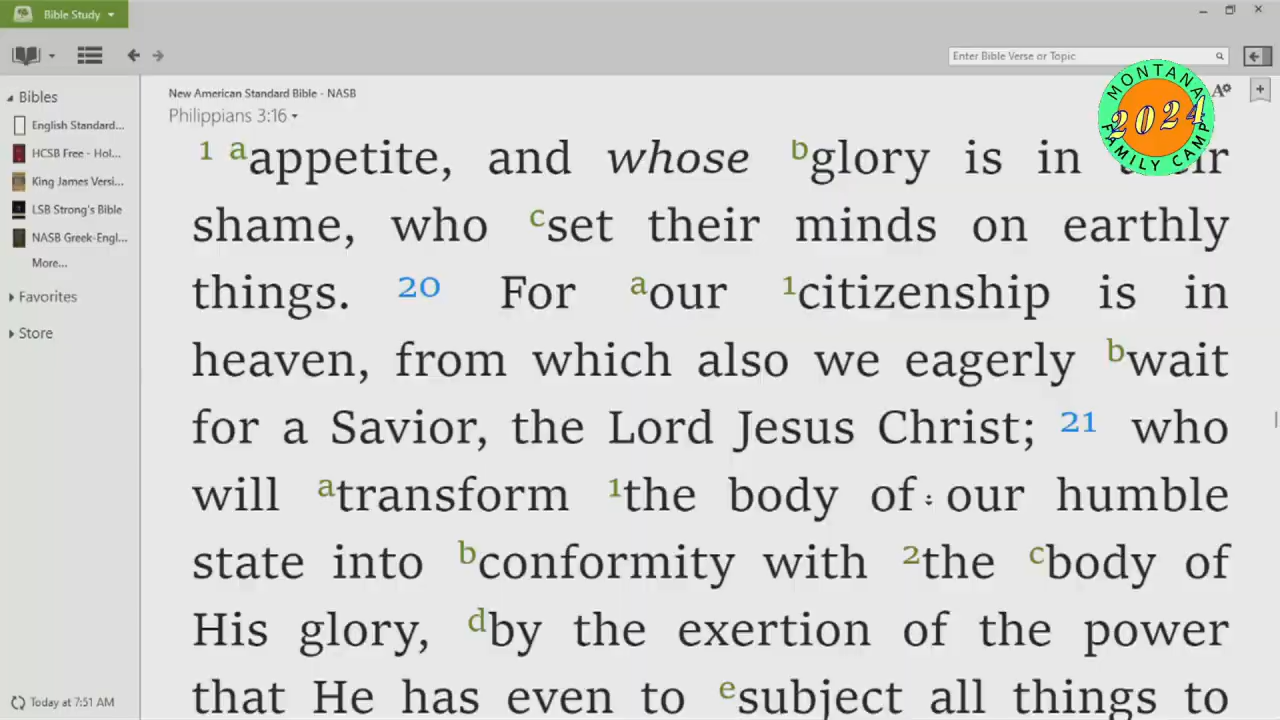 Bible Study
Enter Bible Verse or Topic
MONTANA
2024
FAMILY CAMP
Bibles
English Standard...
HCSB Free - Hol...
King James Versi...
LSB Strong's Bible
NASB Greek-Engl...
More...
Favorites
Store
Today at 7:51 AM
New American Standard Bible - NASB
Philippians 3:16
1 aappetite, and whose bglory is in their
shame, who cset their minds on earthly
things. 20 For aour 1citizenship is in
heaven, from which also we eagerly bwait
for a Savior, the Lord Jesus Christ; 21 who
will atransform 1the body of our humble
state into bconformity with 2the cbody of
His glory, dby the exertion of the power
that He has even to esubject all things to